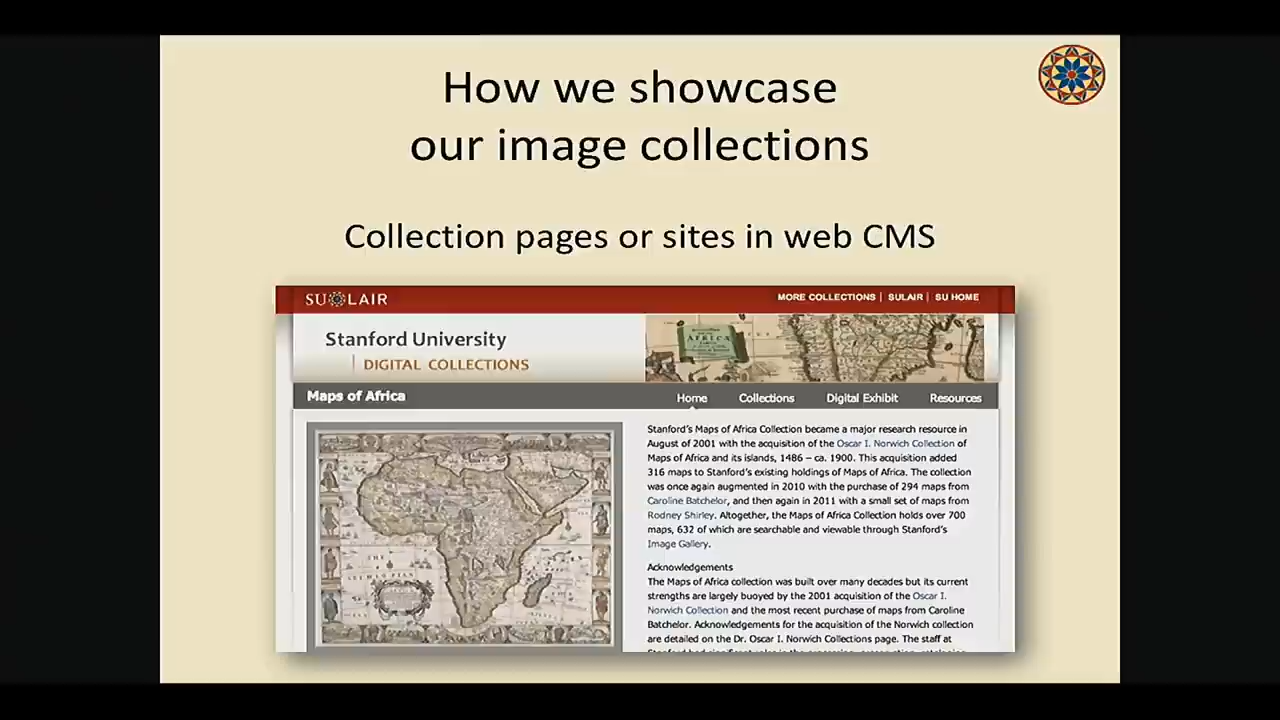 How we showcase
our image collections
Collection pages or sites in web CMS
SULAIR
MORE COLLECTIONS | SULAIR | SU HOME
Stanford University
| DIGITAL COLLECTIONS
AFRICA
Maps of Africa
Home Collections Digital Exhibit Resources
Stanford's Maps of Africa Collection became a major research resource in
August of 2001 with the acquisition of the Oscar I. Norwich Collection of
Maps of Africa and its islands, 1486 – ca. 1900. This acquisition added
316 maps to Stanford's existing holdings of Maps of Africa. The collection
was once again augmented in 2010 with the purchase of 294 maps from
Caroline Batchelor, and then again in 2011 with a small set of maps from
Rodney Shirley. Altogether, the Maps of Africa Collection holds over 700
maps, 632 of which are searchable and viewable through Stanford's
Image Gallery.
Acknowledgements
The Maps of Africa collection was built over many decades but its current
strengths are largely buoyed by the 2001 acquisition of the Oscar I.
Norwich Collection and the most recent purchase of maps from Caroline
Batchelor. Acknowledgements for the acquisition of the Norwich collection
are detailed on the Dr. Oscar I. Norwich Collections page. The staff at